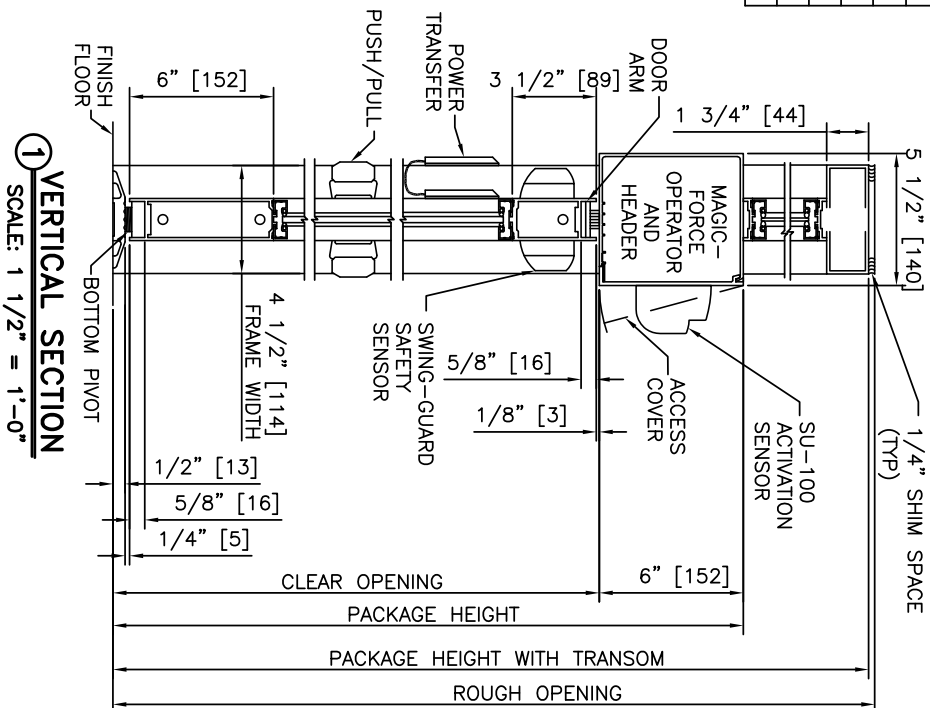 5 1/2" [140]
1/4" SHIM SPACE
(TYP)
1 3/4" [44]
DOOR
ARM
3 1/2" [89]
POWER
TRANSFER
PUSH/PULL
6" [152]
FINISH
FLOOR
MAGIC-
FORCE
OPERATOR
AND
HEADER
SU-100
ACTIVATION
SENSOR
ACCESS
COVER
5/8" [16]
1/8" [3]
SWING-GUARD
SAFETY
SENSOR
4 1/2" [114]
FRAME WIDTH
BOTTOM PIVOT
1/2" [13]
5/8" [16]
1/4" [5]
6" [152]
CLEAR OPENING
PACKAGE HEIGHT
PACKAGE HEIGHT WITH TRANSOM
ROUGH OPENING
1 VERTICAL SECTION
SCALE: 1 1/2" = 1'-0"